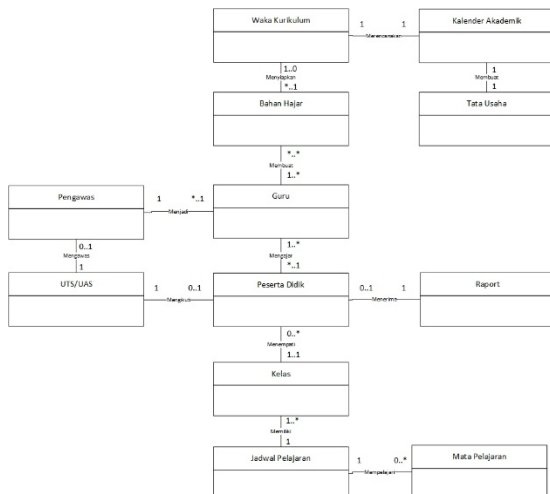 Waka Kurikulum
1
1
Merencanakan
Kalender Akademik
1..0
Menyiapkan
*..1
1
Membuat
1
Bahan Hajar
Tata Usaha
*..*
Membuat
1..*
Pengawas
1
*..1
Menjadi
Guru
0..1
Mengawas
1
1..*
Mengajar
*..1
UTS/UAS
1
0..1
Mengikuti
Peserta Didik
0..1
1
Menerima
Raport
0..*
Menempati
1..1
Kelas
1..*
Memiliki
1
Jadwal Pelajaran
1
0..*
Mempelajari
Mata Pelajaran